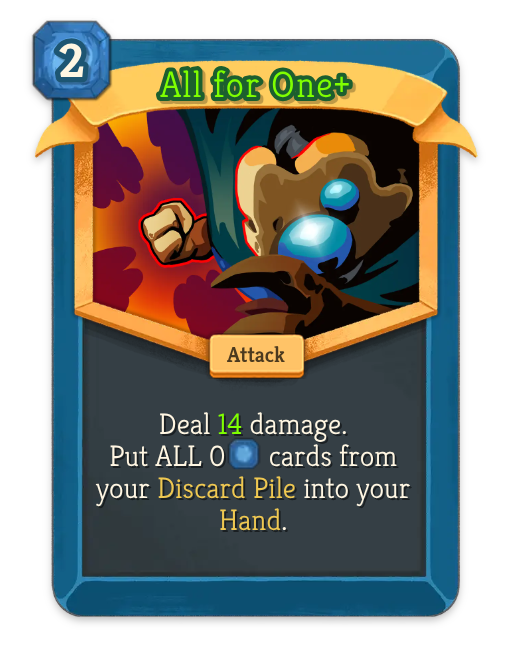 2
All for One+
Attack
Deal 14 damage.
Put ALL 0 cards from
your Discard Pile into your
Hand.